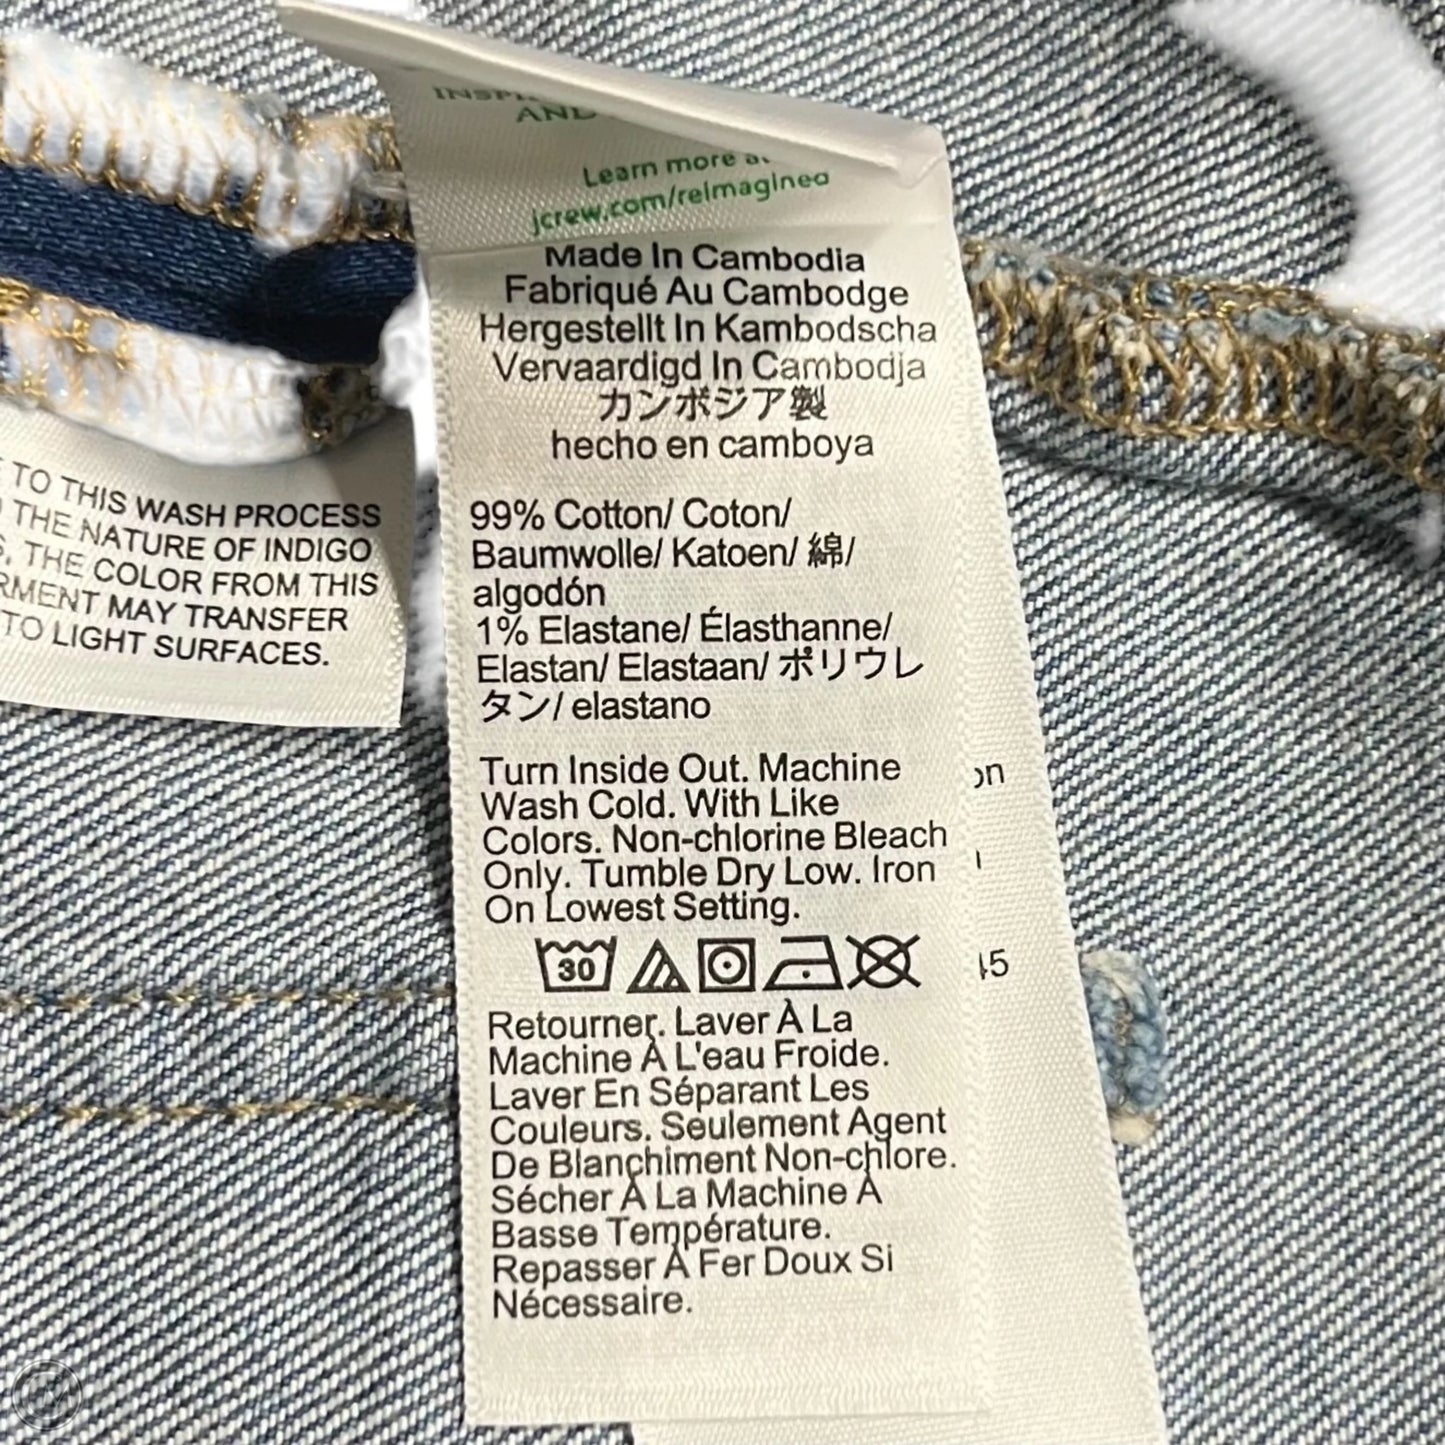 AND
Learn more
jcrew.com/reimagined
Made In Cambodia
Fabriqué Au Cambodge
Hergestellt In Kambodscha
Vervaardigd In Cambodja
カンボジア製
hecho en camboya
99% Cotton/ Coton/
Baumwolle/ Katoen/ 綿/
algodón
1% Elastane/ Élasthanne/
Elastan/ Elastaan/ ポリウレ
タン/ elastano
Turn Inside Out. Machine
Wash Cold. With Like
Colors. Non-chlorine Bleach
Only. Tumble Dry Low. Iron
On Lowest Setting.
30
Retourner. Laver À La
Machine À L'eau Froide.
Laver En Séparant Les
Couleurs. Seulement Agent
De Blanchiment Non-chlore.
Sécher À La Machine À
Basse Température.
Repasser À Fer Doux Si
Nécessaire.
TO THIS WASH PROCESS
THE NATURE OF INDIGO
THE COLOR FROM THIS
MAY TRANSFER
TO LIGHT SURFACES.